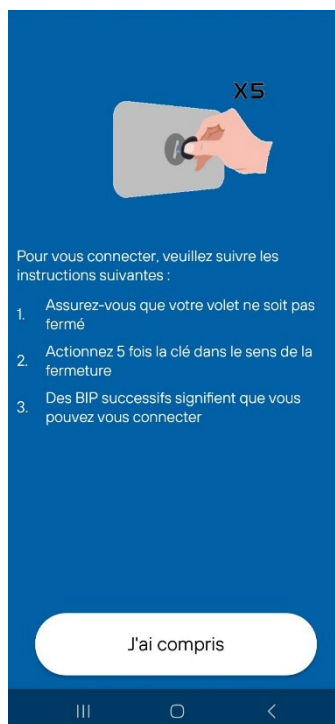 X5
Pour vous connecter, veuillez suivre les
instructions suivantes :
1. Assurez-vous que votre volet ne soit pas
fermé
2. Actionnez 5 fois la clé dans le sens de la
fermeture
3. Des BIP successifs signifient que vous
pouvez vous connecter
J'ai compris